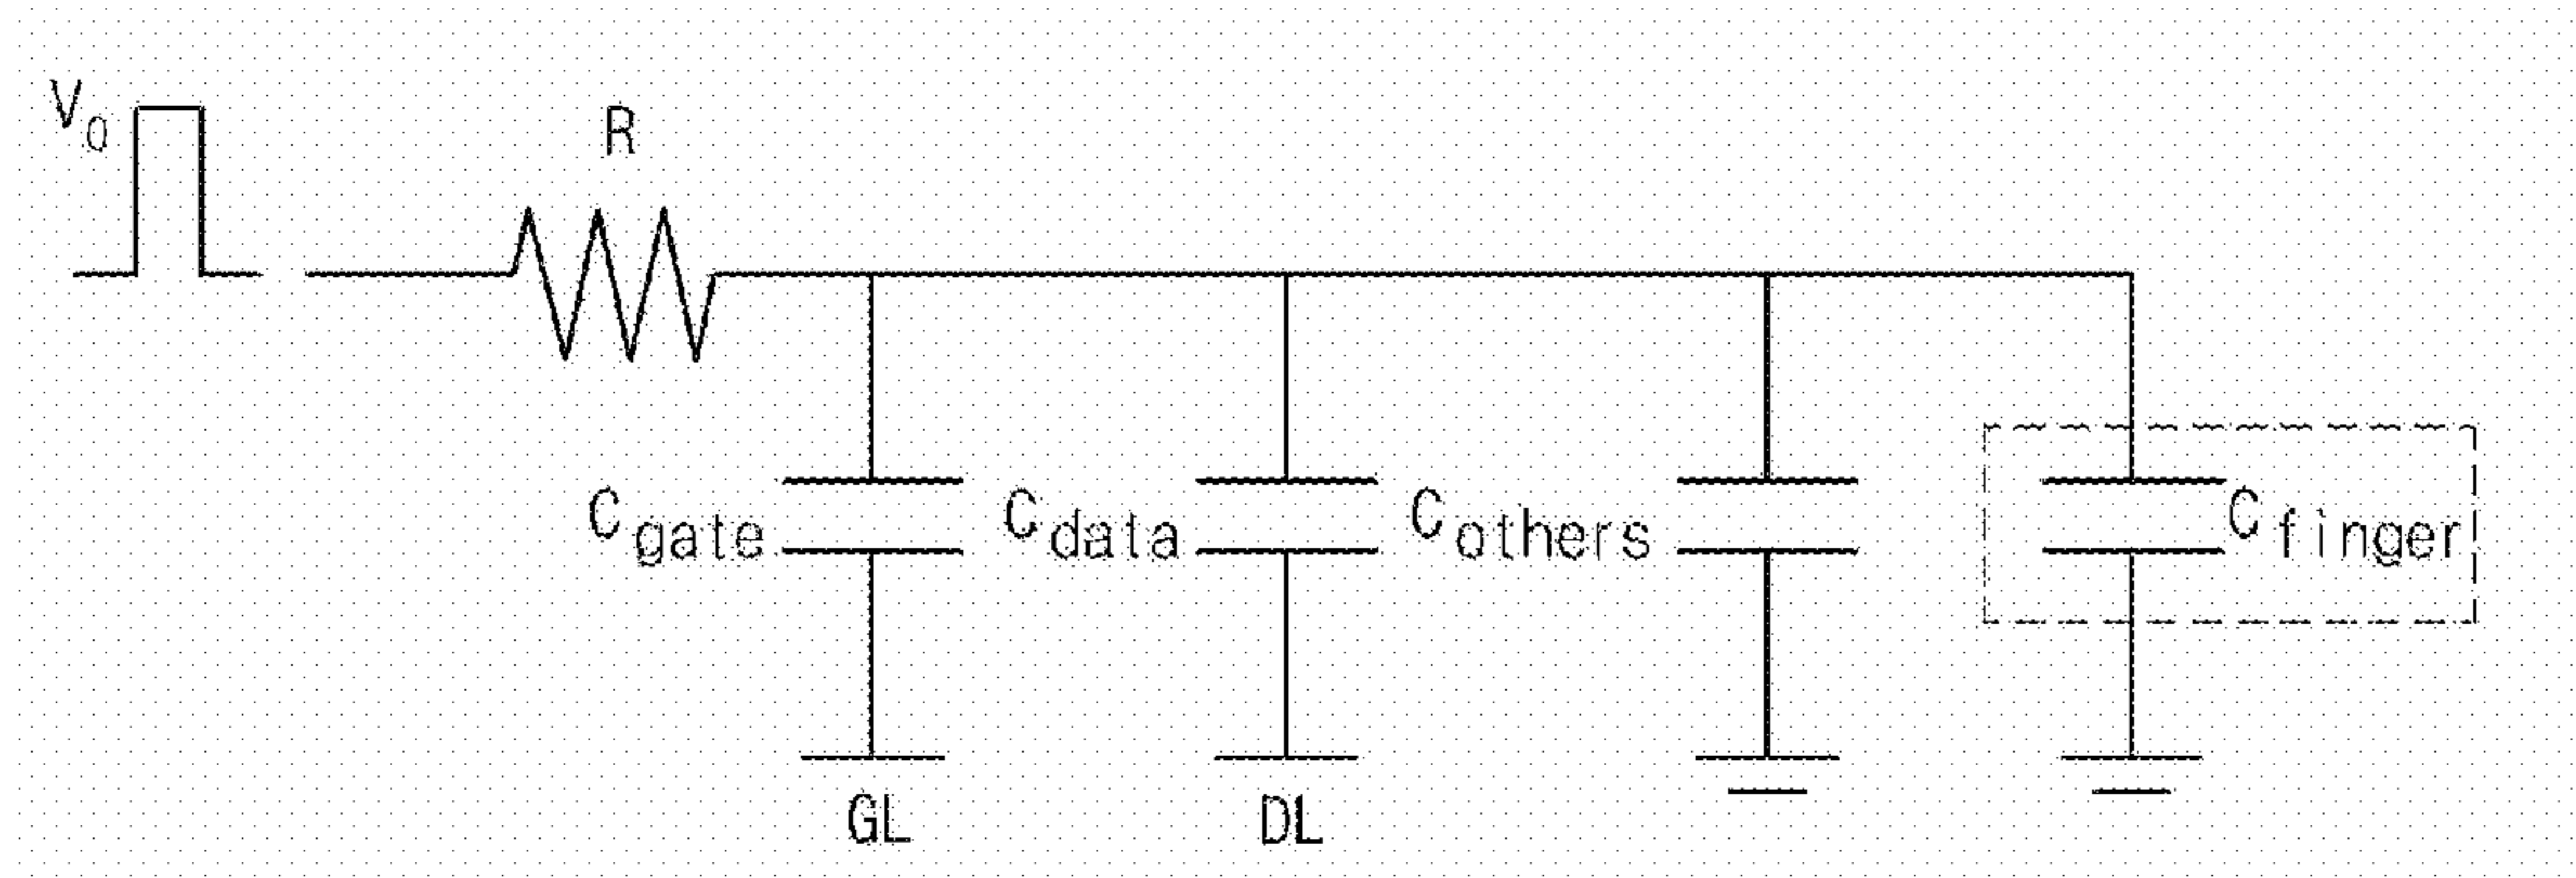 V0
R
Cgate
Cdata
Cothers
Cfinger
GL
DL